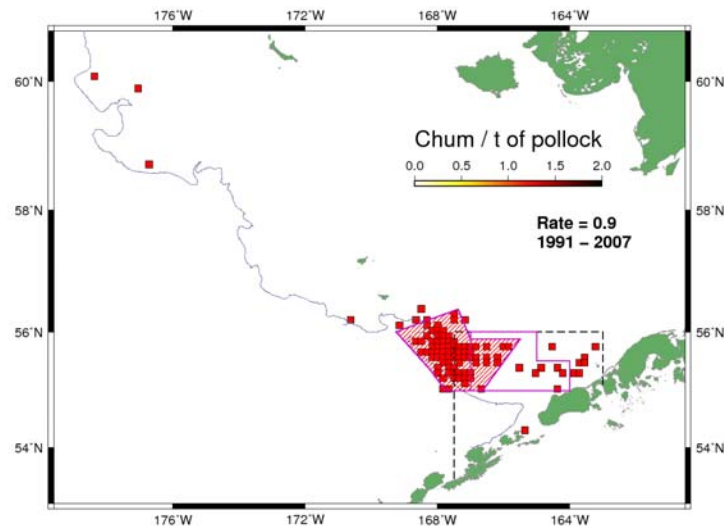 176˚W 172˚W 168˚W 164˚W
60˚N 60˚N
Chum / t of pollock
0.0 0.5 1.0 1.5 2.0
58˚N 58˚N
Rate = 0.9
1991 – 2007
56˚N 56˚N
54˚N 54˚N
176˚W 172˚W 168˚W 164˚W